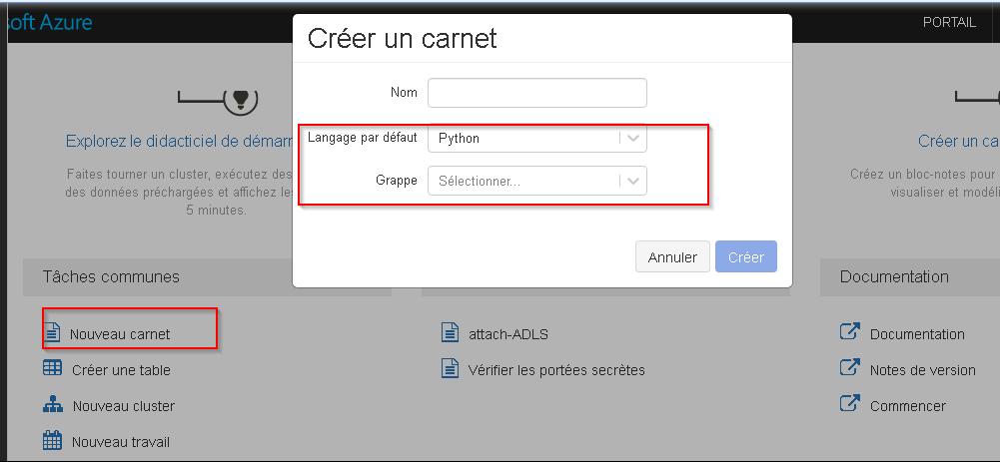 soft Azure
PORTAIL
Créer un carnet
Nom
Langage par défaut
Python
Grappe
Sélectionner...
Annuler
Créer
Explorez le didacticiel de démarr
Faites tourner un cluster, exécutez des
des données préchargées et affichez les
5 minutes.
Créer un ca
Créez un bloc-notes pour
visualiser et modéli
Tâches communes
Nouveau carnet
Créer une table
Nouveau cluster
Nouveau travail
attach-ADLS
Vérifier les portées secrètes
Documentation
Documentation
Notes de version
Commencer